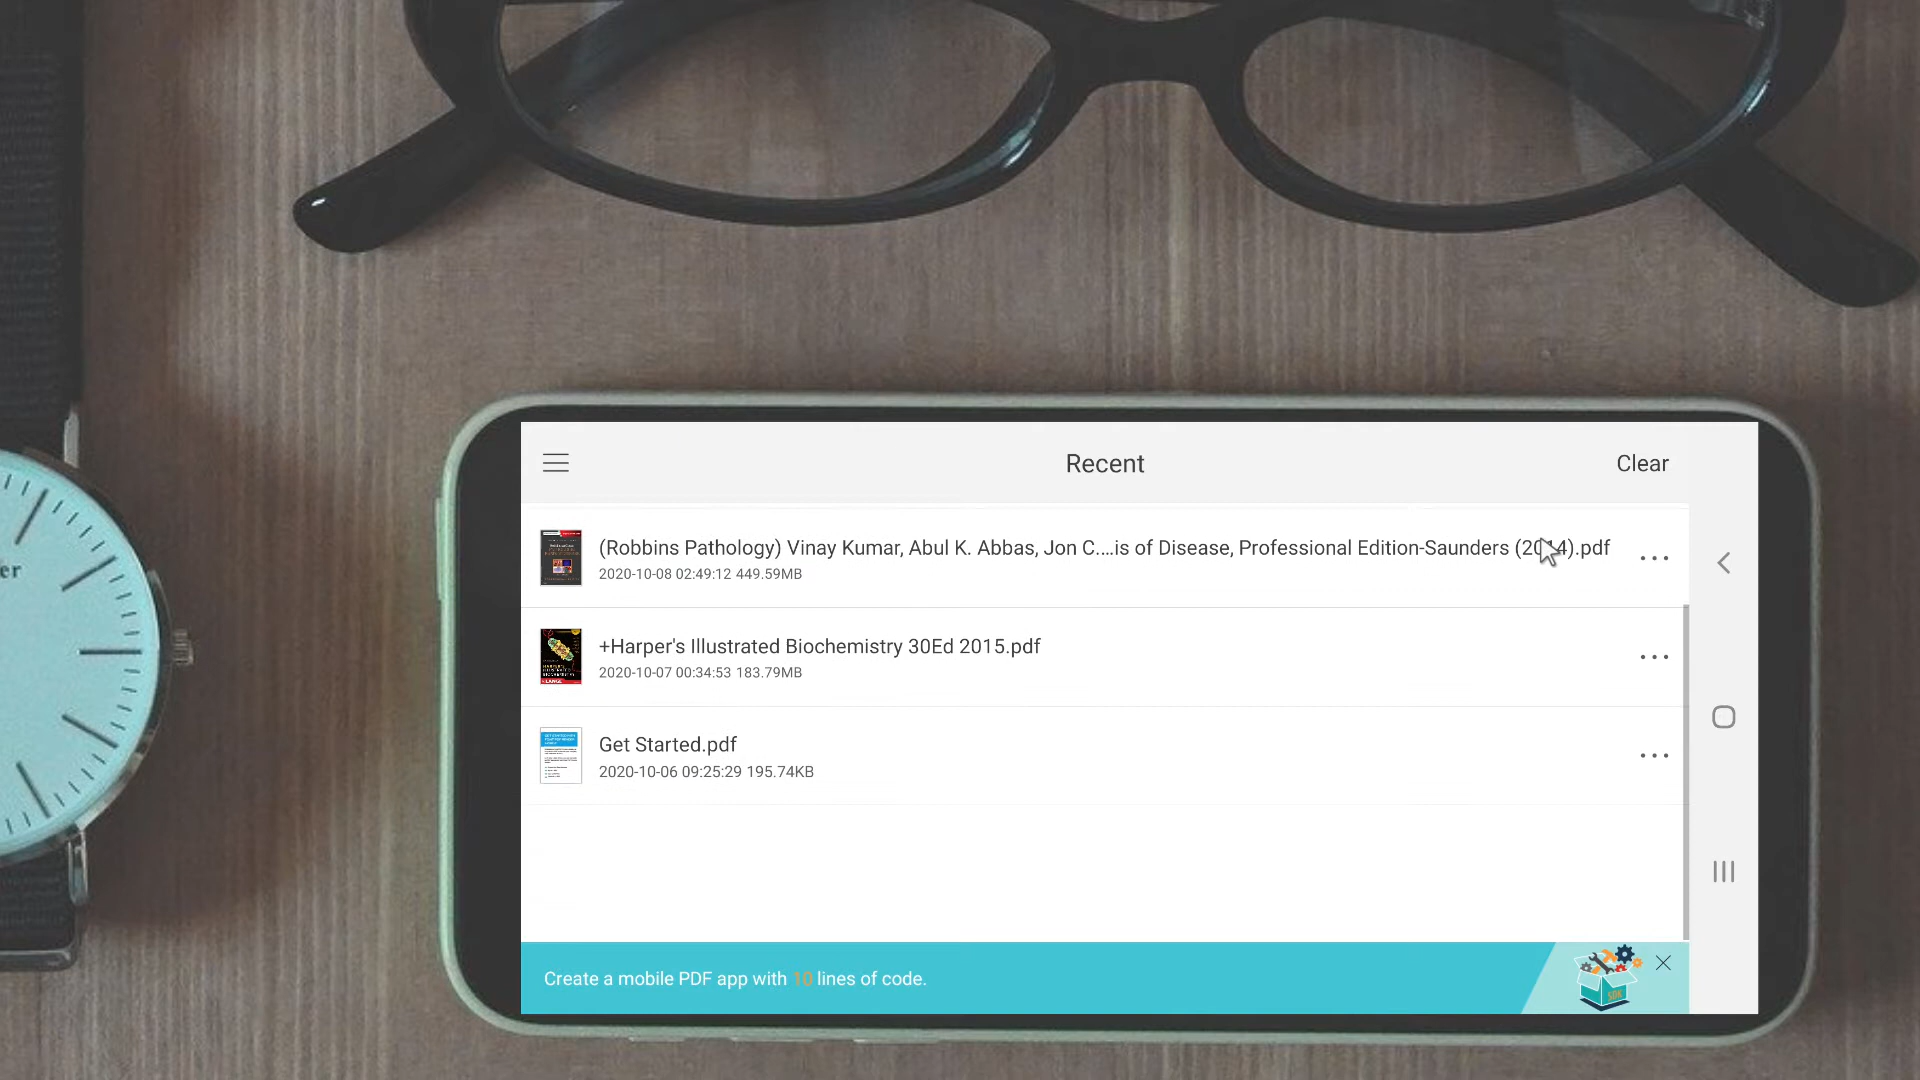 Recent
Clear
(Robbins Pathology) Vinay Kumar, Abul K. Abbas, Jon C....is of Disease, Professional Edition-Saunders (2014).pdf
2020-10-08 02:49:12 449.59MB
+Harper's Illustrated Biochemistry 30Ed 2015.pdf
2020-10-07 00:34:53 183.79MB
Get Started.pdf
2020-10-06 09:25:29 195.74KB
Create a mobile PDF app with 10 lines of code.
SDK
er